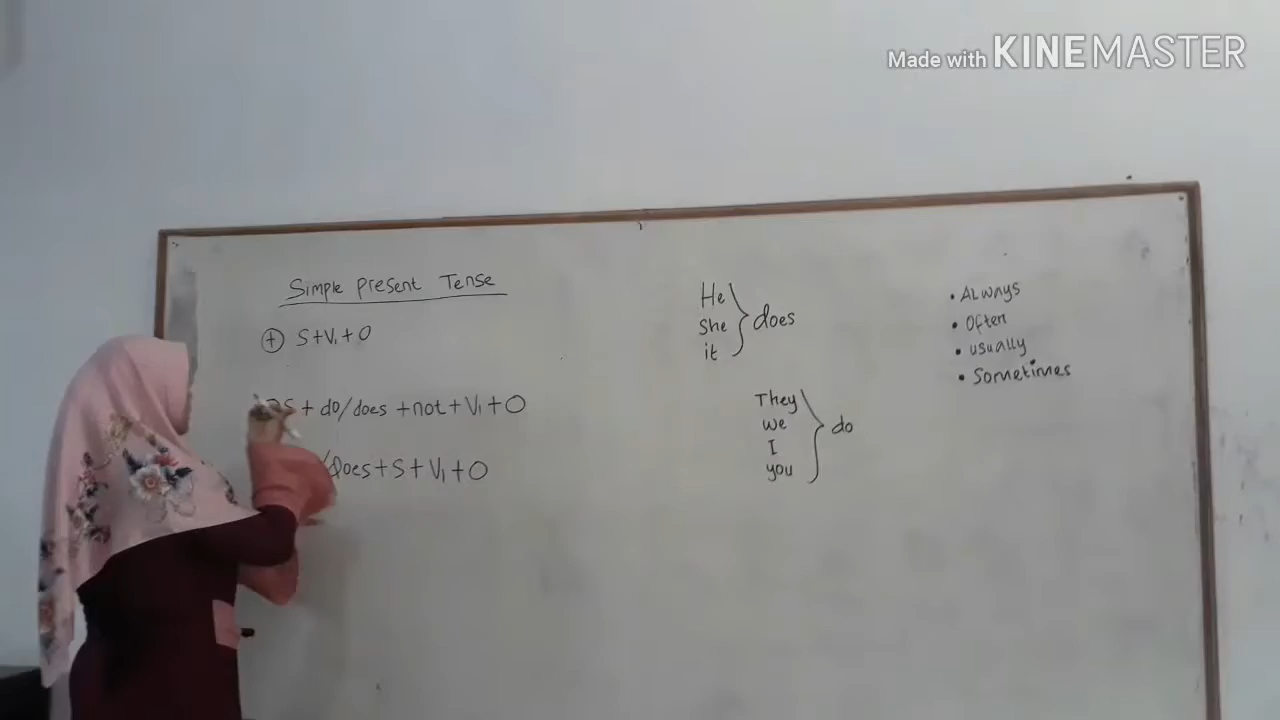 Made with KINEMASTER
Simple present Tense
(+) S+V₁+O
S + do/does +not+V₁+O
/does+S+V₁+O
He
She
it
does
They
we
I
you
do
• ALways
• Often
• usually
• Sometimes